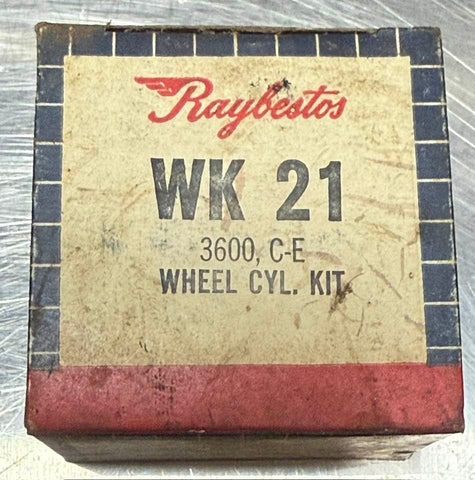 Raybestos
WK 21
3600, C-E
WHEEL CYL. KIT